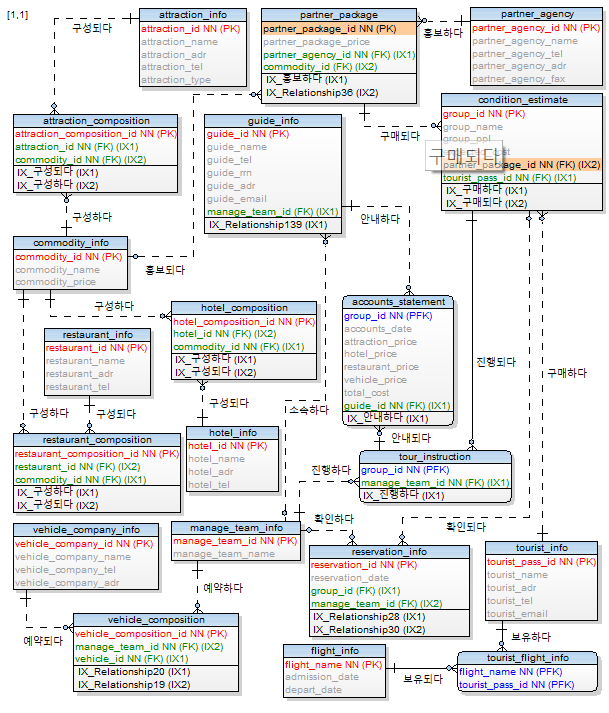 [1,1]
구성되다
attraction_info
attraction_id NN (PK)
attraction_name
attraction_adr
attraction_tel
attraction_type
partner_package
partner_package_id NN (PK)
partner_package_price
partner_agency_id NN (FK) (IX1)
commodity_id NN (FK) (IX2)
IX_홍보하다 (IX1)
IX_Relationship36 (IX2)
홍보하다
partner_agency
partner_agency_id NN (PK)
partner_agency_name
partner_agency_tel
partner_agency_adr
partner_agency_fax
attraction_composition
attraction_composition_id NN (PK)
attraction_id NN (FK) (IX1)
commodity_id NN (FK) (IX2)
IX_구성되다 (IX1)
IX_구성하다 (IX2)
guide_info
guide_id NN (PK)
guide_name
guide_tel
guide_rrn
guide_adr
guide_email
manage_team_id (FK) (IX1)
IX_Relationship139 (IX1)
구매되다
condition_estimate
group_id NN (PK)
group_name
group_ppl
구매되다
partner_package_id NN (FK) (IX2)
tourist_pass_id NN (FK) (IX1)
IX_구매하다 (IX1)
IX_구매되다 (IX2)
구성하다
안내하다
commodity_info
commodity_id NN (PK)
commodity_name
commodity_price
홍보되다
구성하다
hotel_composition
hotel_composition_id NN (PK)
hotel_id NN (FK) (IX2)
commodity_id NN (FK) (IX1)
IX_구성하다 (IX1)
IX_구성되다 (IX2)
accounts_statement
group_id NN (PFK)
accounts_date
attraction_price
hotel_price
restaurant_price
vehicle_price
total_cost
guide_id NN (FK) (IX1)
IX_안내하다 (IX1)
restaurant_info
restaurant_id NN (PK)
restaurant_name
restaurant_adr
restaurant_tel
진행되다
구매하다
구성하다
구성되다
구성되다
소속하다
안내되다
restaurant_composition
restaurant_composition_id NN (PK)
restaurant_id NN (FK) (IX2)
commodity_id NN (FK) (IX1)
IX_구성하다 (IX1)
IX_구성되다 (IX2)
hotel_info
hotel_id NN (PK)
hotel_name
hotel_adr
hotel_tel
진행하다
tour_instruction
group_id NN (PFK)
manage_team_id NN (FK) (IX1)
IX_진행하다 (IX1)
vehicle_company_info
vehicle_company_id NN (PK)
vehicle_company_name
vehicle_company_tel
vehicle_company_adr
manage_team_info
manage_team_id NN (PK)
manage_team_name
확인하다
확인되다
reservation_info
reservation_id NN (PK)
reservation_date
group_id (FK) (IX1)
manage_team_id (FK) (IX2)
IX_Relationship28 (IX1)
IX_Relationship30 (IX2)
tourist_info
tourist_pass_id NN (PK)
tourist_name
tourist_adr
tourist_tel
tourist_email
예약하다
예약되다
vehicle_composition
vehicle_composition_id NN (PK)
manage_team_id NN (FK) (IX2)
vehicle_id NN (FK) (IX1)
IX_Relationship20 (IX1)
IX_Relationship19 (IX2)
보유하다
flight_info
flight_name NN (PK)
admission_date
depart_date
보유되다
tourist_flight_info
flight_name NN (PFK)
tourist_pass_id NN (PFK)